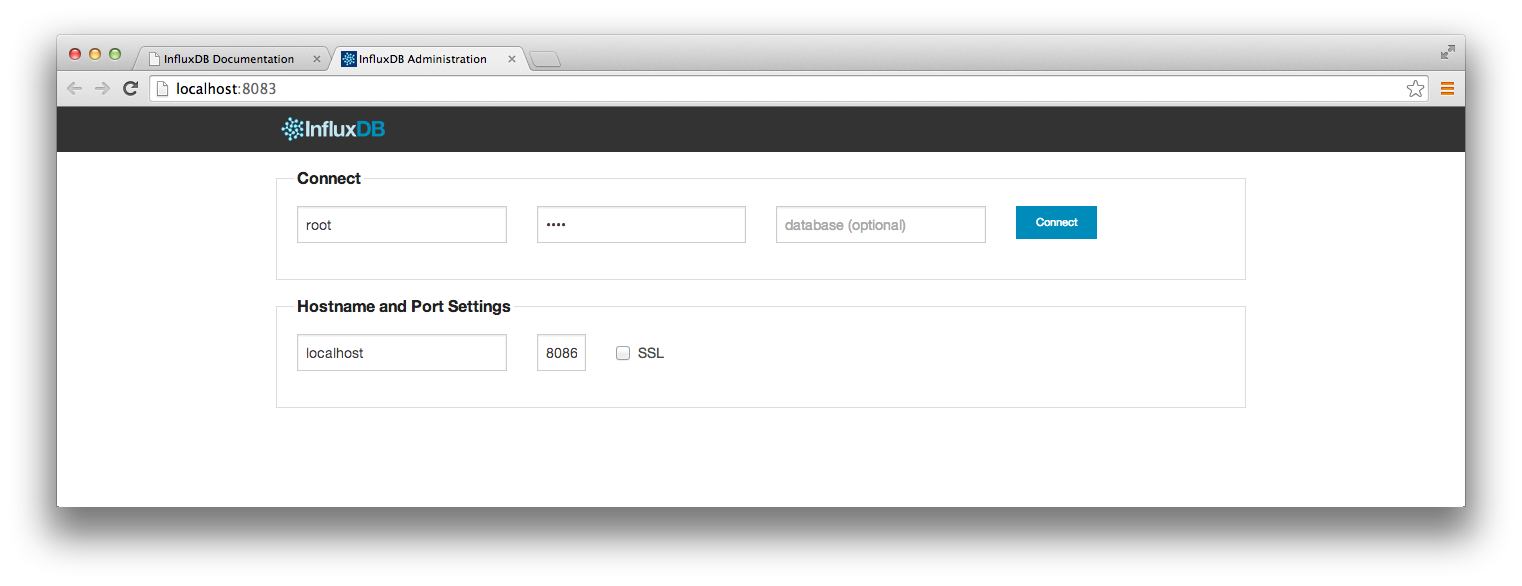 InfluxDB Documentation
InfluxDB Administration
localhost:8083
InfluxDB
Connect
root
••••
database (optional)
Connect
Hostname and Port Settings
localhost
8086
SSL